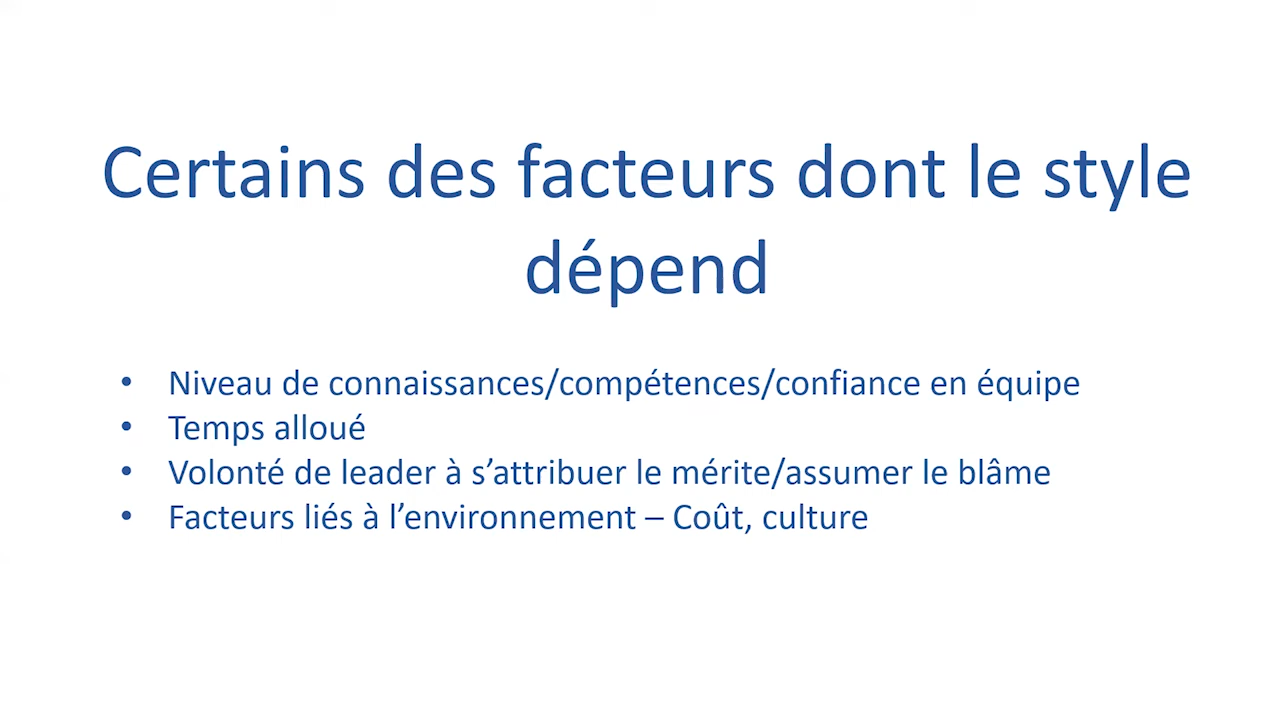 Certains des facteurs dont le style
dépend
• Niveau de connaissances/compétences/confiance en équipe
• Temps alloué
• Volonté de leader à s’attribuer le mérite/assumer le blâme
• Facteurs liés à l’environnement – Coût, culture